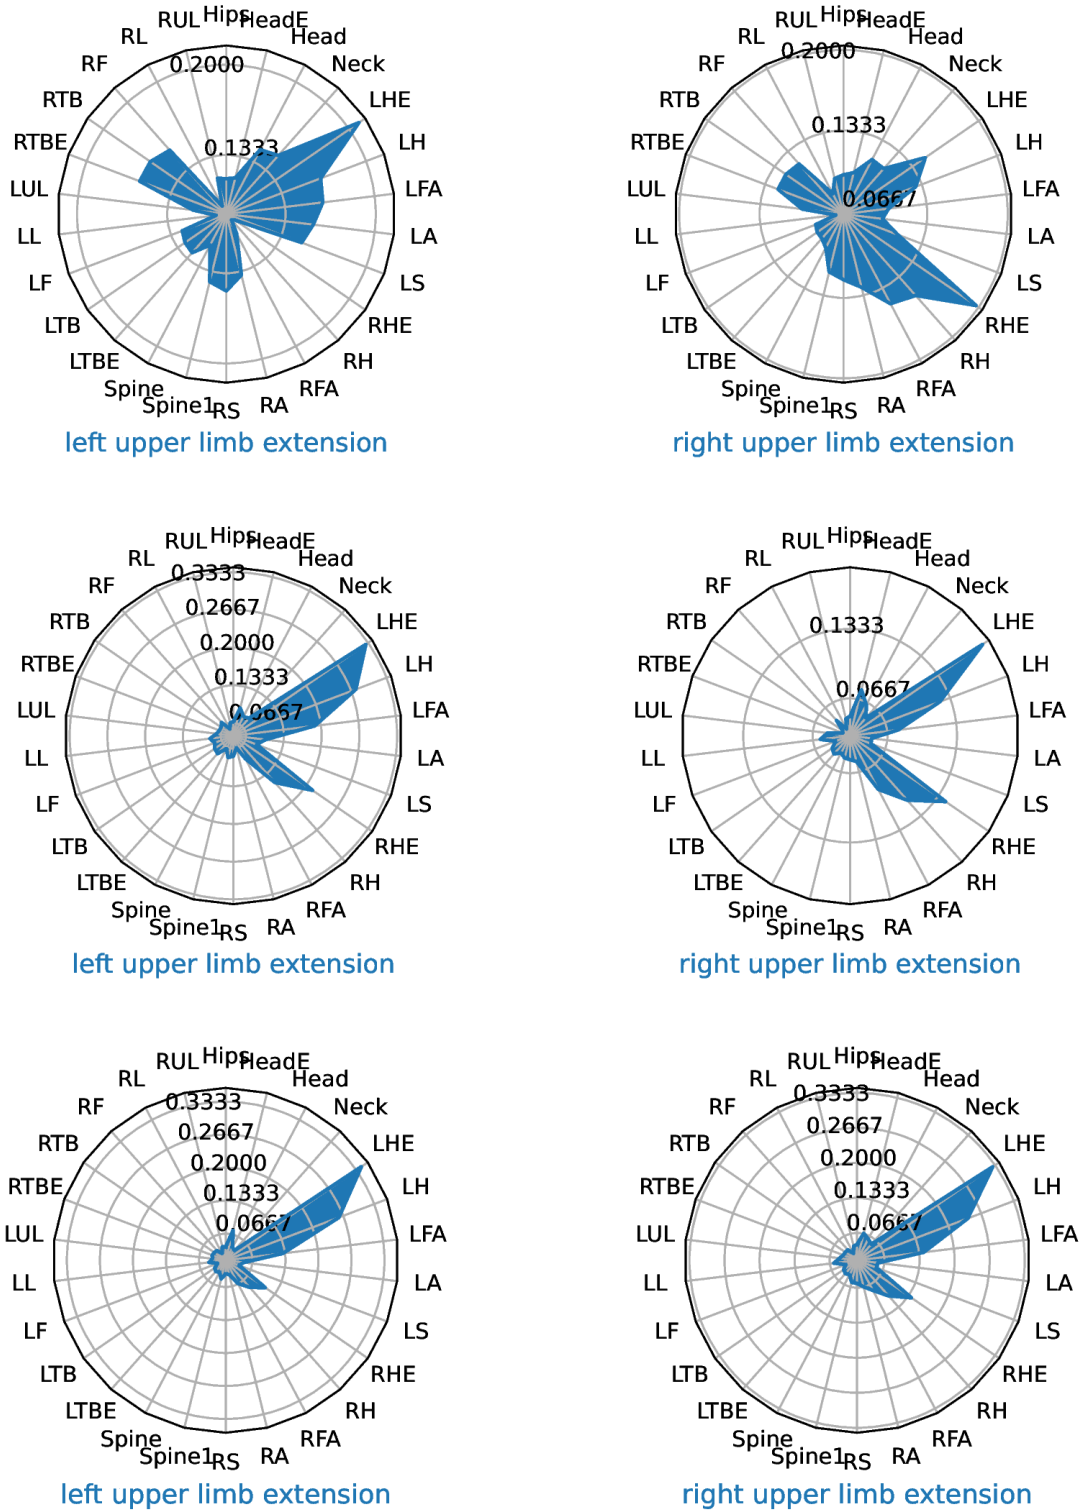 Hips
HeadE
Head
Neck
LHE
LH
LFA
LA
LS
RHE
RH
RFA
RA
RS
Spine1
Spine
LTBE
LTB
LF
LL
LUL
RTBE
RTB
RF
RL
RUL
0.2000
0.1333
left upper limb extension
Hips
HeadE
Head
Neck
LHE
LH
LFA
LA
LS
RHE
RH
RFA
RA
RS
Spine1
Spine
LTBE
LTB
LF
LL
LUL
RTBE
RTB
RF
RL
RUL
0.2000
0.1333
0.0667
right upper limb extension
Hips
HeadE
Head
Neck
LHE
LH
LFA
LA
LS
RHE
RH
RFA
RA
RS
Spine1
Spine
LTBE
LTB
LF
LL
LUL
RTBE
RTB
RF
RL
RUL
0.3333
0.2667
0.2000
0.1333
0.0667
left upper limb extension
Hips
HeadE
Head
Neck
LHE
LH
LFA
LA
LS
RHE
RH
RFA
RA
RS
Spine1
Spine
LTBE
LTB
LF
LL
LUL
RTBE
RTB
RF
RL
RUL
0.1333
0.0667
right upper limb extension
Hips
HeadE
Head
Neck
LHE
LH
LFA
LA
LS
RHE
RH
RFA
RA
RS
Spine1
Spine
LTBE
LTB
LF
LL
LUL
RTBE
RTB
RF
RL
RUL
0.3333
0.2667
0.2000
0.1333
0.0667
left upper limb extension
Hips
HeadE
Head
Neck
LHE
LH
LFA
LA
LS
RHE
RH
RFA
RA
RS
Spine1
Spine
LTBE
LTB
LF
LL
LUL
RTBE
RTB
RF
RL
RUL
0.3333
0.2667
0.2000
0.1333
0.0667
right upper limb extension